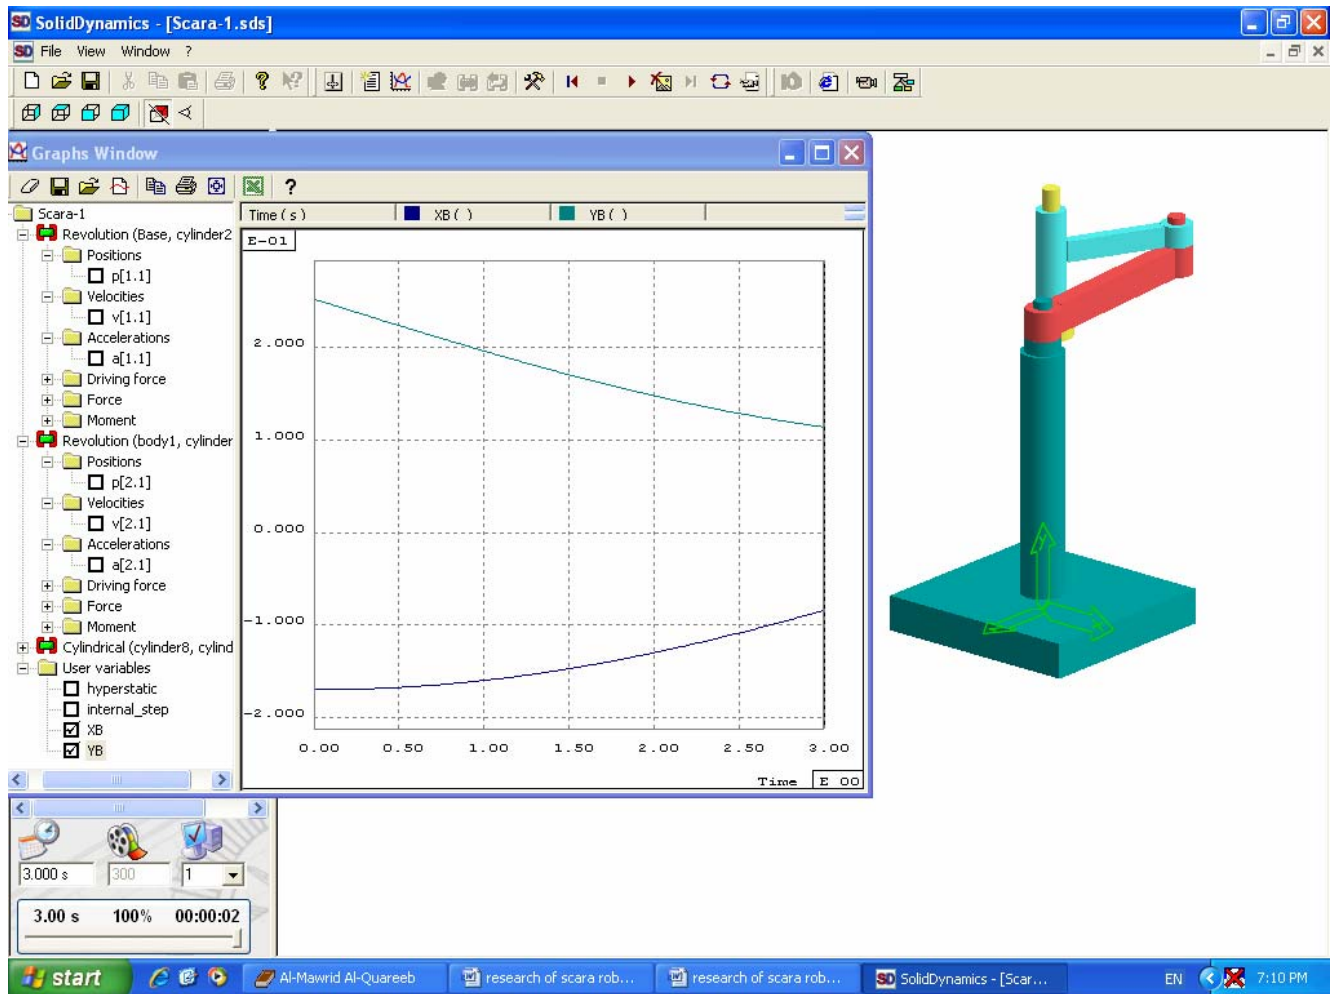 SD SolidDynamics - [Scara-1.sds]
SD File View Window ?
Graphs Window
Scara-1
Revolution (Base, cylinder2
Positions
p[1.1]
Velocities
v[1.1]
Accelerations
a[1.1]
Driving force
Force
Moment
Revolution (body1, cylinder
Positions
p[2.1]
Velocities
v[2.1]
Accelerations
a[2.1]
Driving force
Force
Moment
Cylindrical (cylinder8, cylind
User variables
hyperstatic
internal_step
XB
YB
Time ( s ) XB ( ) YB ( )
E-01
2.000
1.000
0.000
-1.000
-2.000
0.00 0.50 1.00 1.50 2.00 2.50 3.00
Time E 00
3.000 s 300 1
3.00 s 100% 00:00:02
start Al-Mawrid Al-Quareeb research of scara rob... research of scara rob... SD SolidDynamics - [Scar... EN 7:10 PM